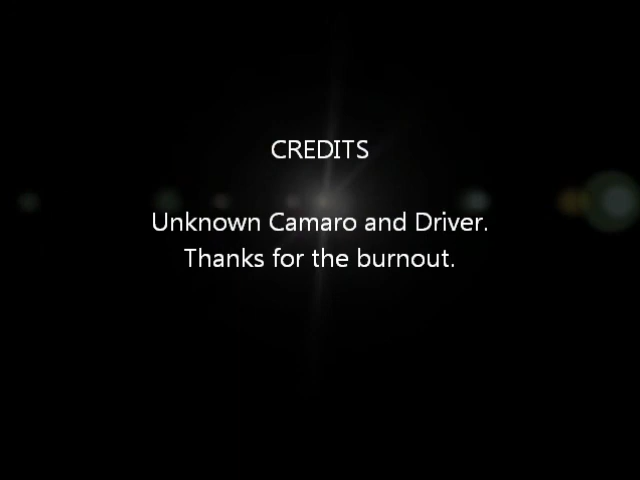 CREDITS
Unknown Camaro and Driver.
Thanks for the burnout.